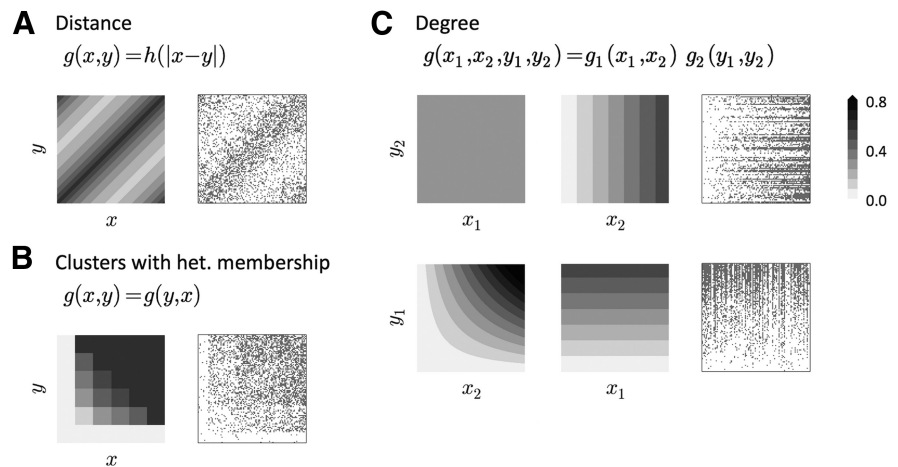 A Distance
g(x,y)=h(|x−y|)
y
x
B Clusters with het. membership
g(x,y)=g(y,x)
y
x
C Degree
g(x₁,x₂,y₁,y₂)=g₁(x₁,x₂) g₂(y₁,y₂)
y₂
x₁
x₂
0.8
0.4
0.0
y₁
x₂
x₁